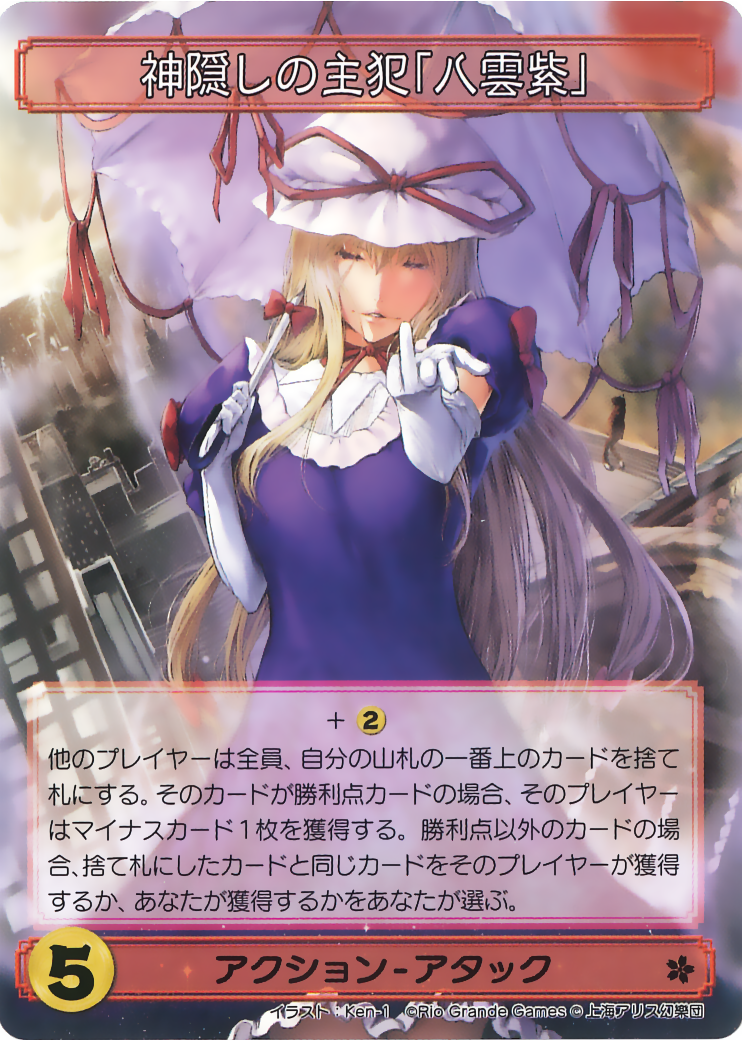 神隠しの主犯「八雲紫」
+ 2
他のプレイヤーは全員、自分の山札の一番上のカードを捨て
札にする。そのカードが勝利点カードの場合、そのプレイヤー
はマイナスカード1枚を獲得する。勝利点以外のカードの場
合、捨て札にしたカードと同じカードをそのプレイヤーが獲得
するか、あなたが獲得するかをあなたが選ぶ。
5 アクション-アタック
イラスト:Ken-1 ©Rio Grande Games © 上海アリス幻樂団